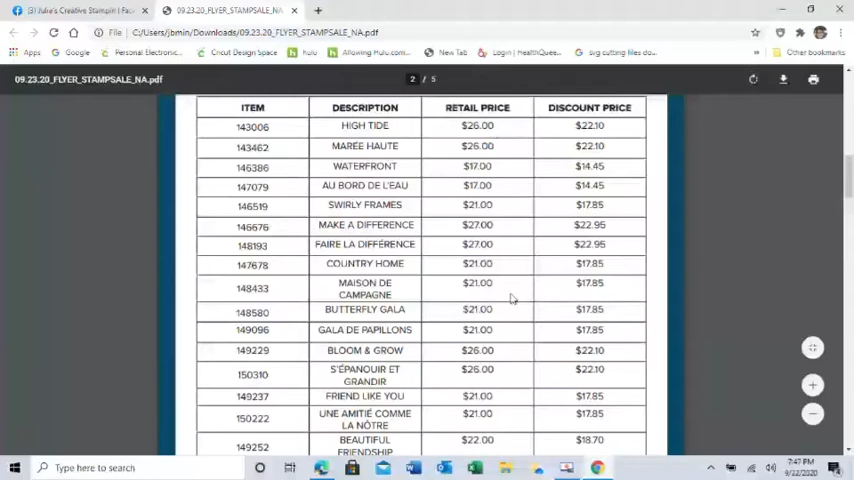 (3) Julie's Creative Stampin' | Fac
09.23.20_FLYER_STAMPSALE_NA.p
File | C:/Users/jbmin/Downloads/09.23.20_FLYER_STAMPSALE_NA.pdf
Apps Google Personal Electronic... Cricut Design Space hulu Allowing Hulu.com... New Tab Login | HealthQue... svg cutting files do... Other bookmarks
09.23.20_FLYER_STAMPSALE_NA.pdf 2 / 5
ITEM DESCRIPTION RETAIL PRICE DISCOUNT PRICE
143006 HIGH TIDE $26.00 $22.10
143462 MARÉE HAUTE $26.00 $22.10
146386 WATERFRONT $17.00 $14.45
147079 AU BORD DE L'EAU $17.00 $14.45
146519 SWIRLY FRAMES $21.00 $17.85
146676 MAKE A DIFFERENCE $27.00 $22.95
148193 FAIRE LA DIFFÉRENCE $27.00 $22.95
147678 COUNTRY HOME $21.00 $17.85
148433 MAISON DE CAMPAGNE $21.00 $17.85
148580 BUTTERFLY GALA $21.00 $17.85
149096 GALA DE PAPILLONS $21.00 $17.85
149229 BLOOM & GROW $26.00 $22.10
150310 S'ÉPANOUIR ET GRANDIR $26.00 $22.10
149237 FRIEND LIKE YOU $21.00 $17.85
150222 UNE AMITIÉ COMME LA NÔTRE $21.00 $17.85
149252 BEAUTIFUL FRIENDSHIP $22.00 $18.70
Type here to search
7:47 PM
9/22/2020